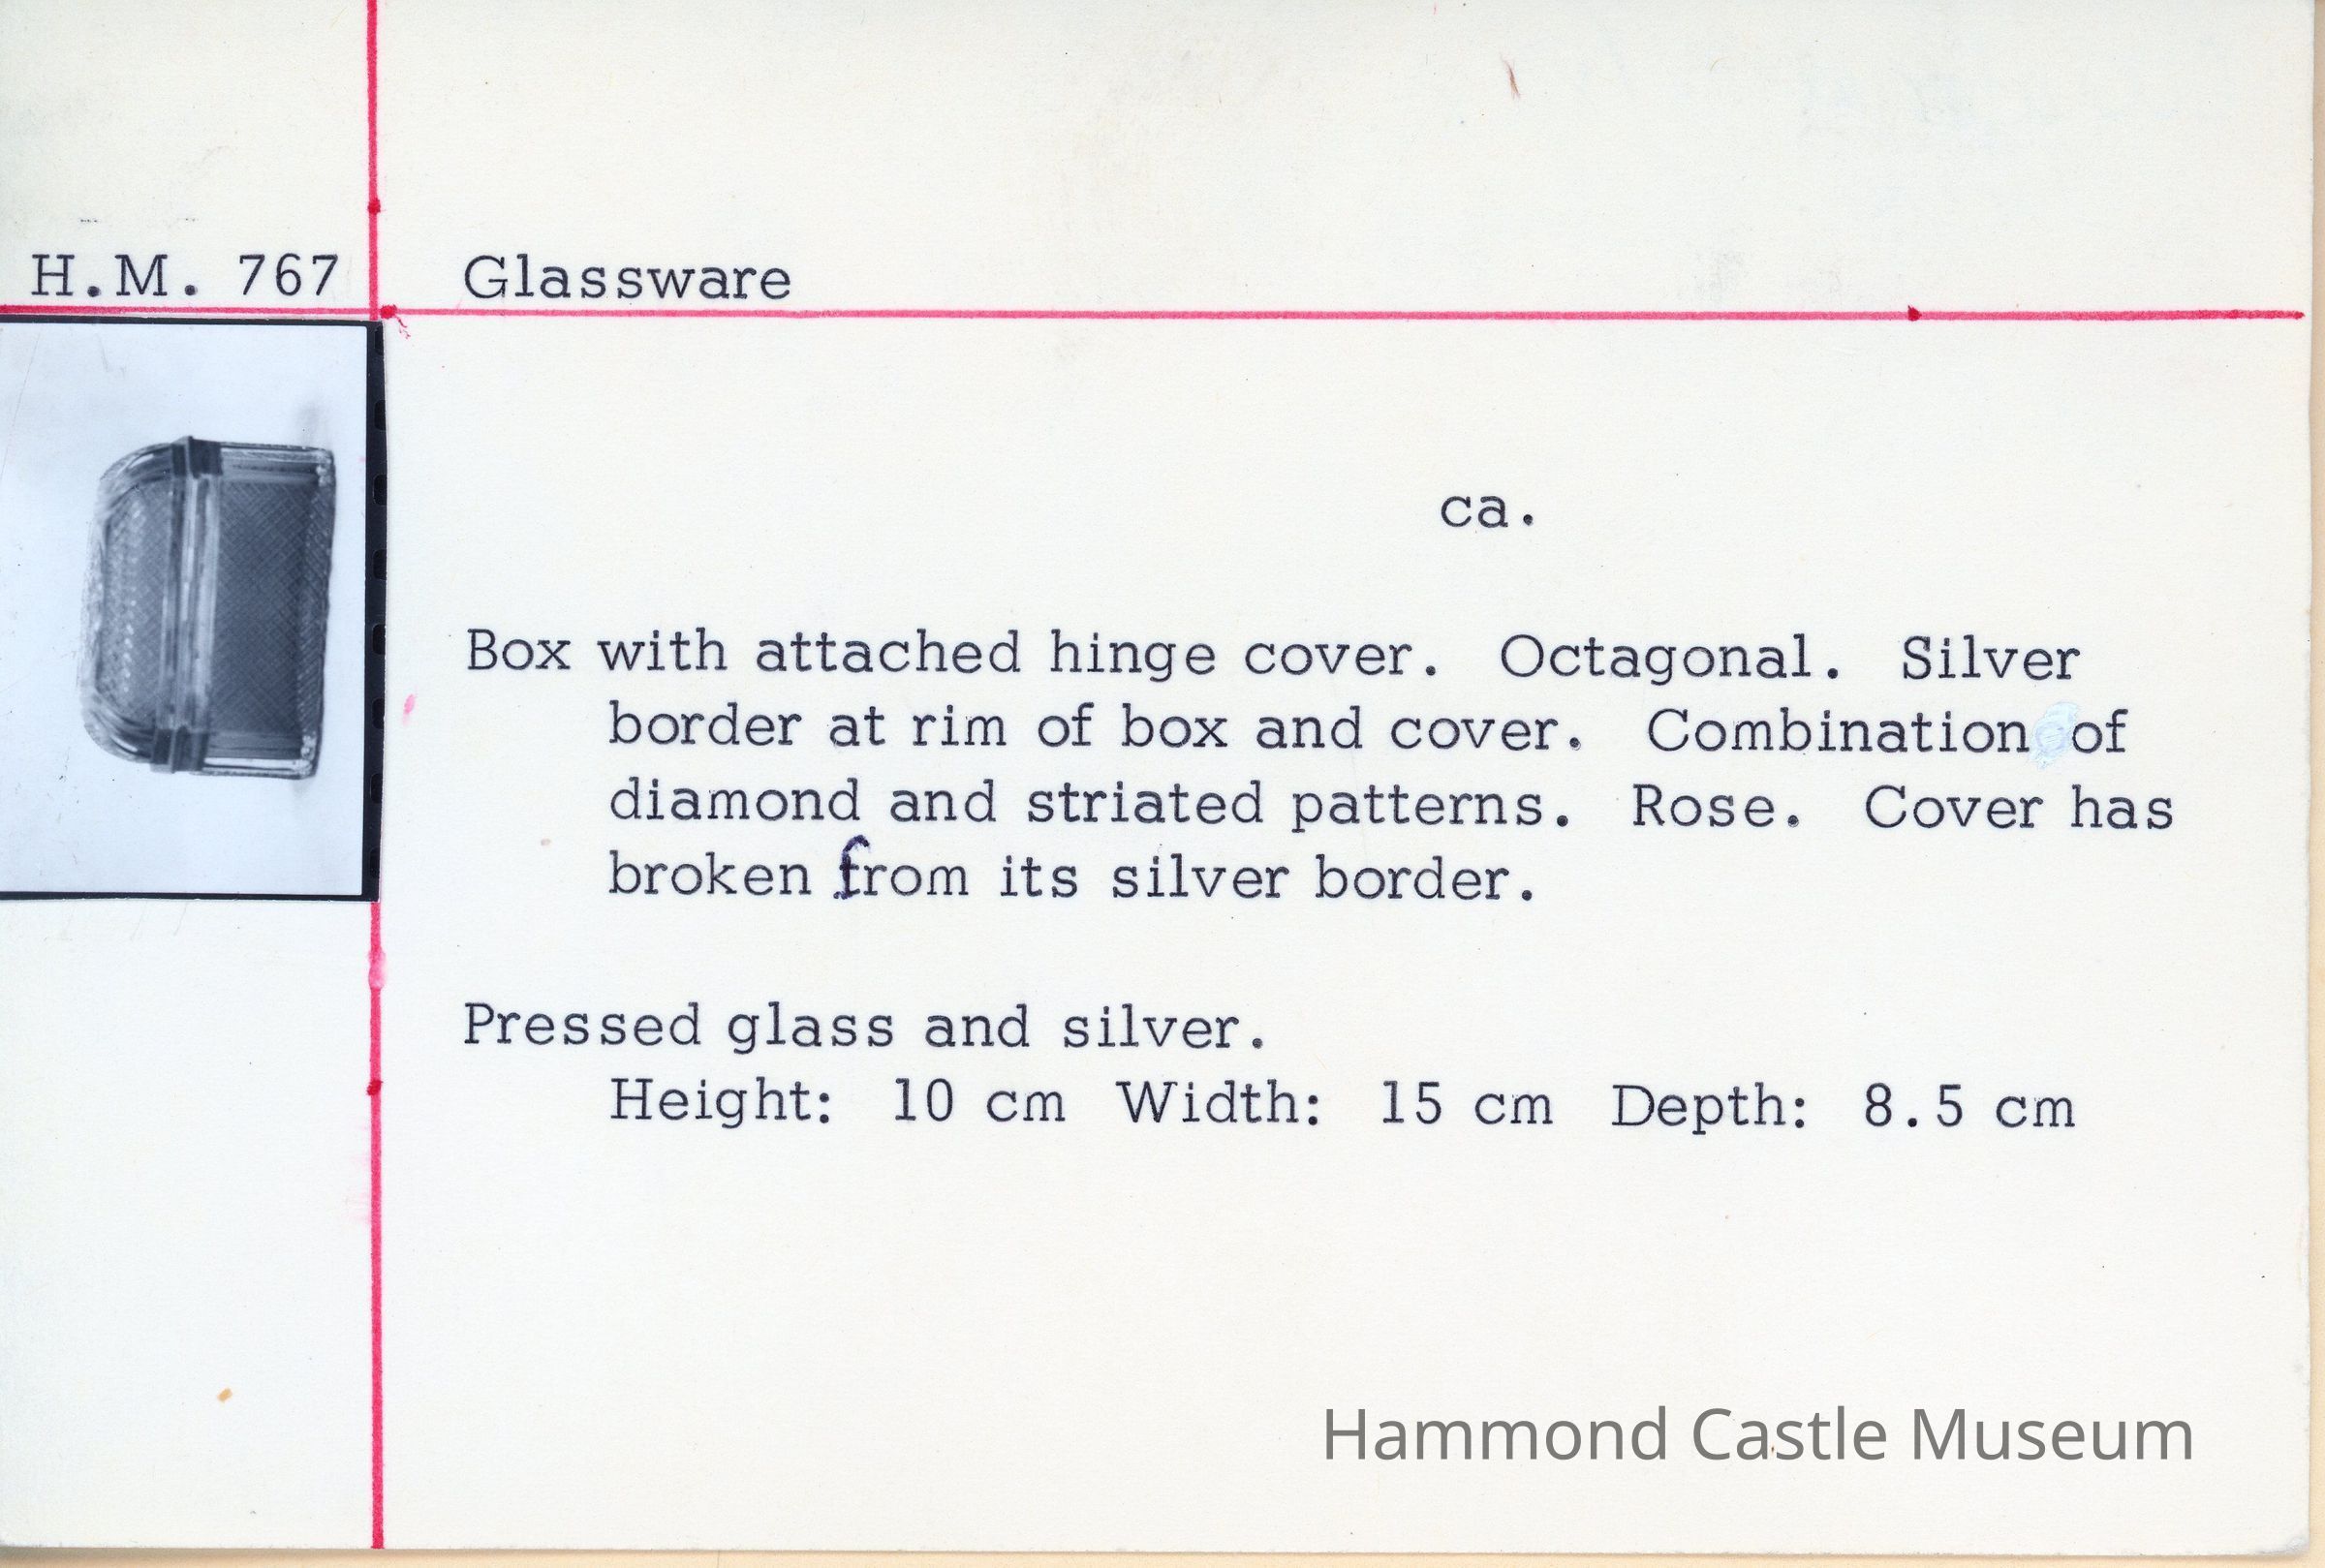 H.M. 767 Glassware
ca.
Box with attached hinge cover. Octagonal. Silver
border at rim of box and cover. Combination of
diamond and striated patterns. Rose. Cover has
broken from its silver border.
Pressed glass and silver.
Height: 10 cm Width: 15 cm Depth: 8.5 cm
Hammond Castle Museum